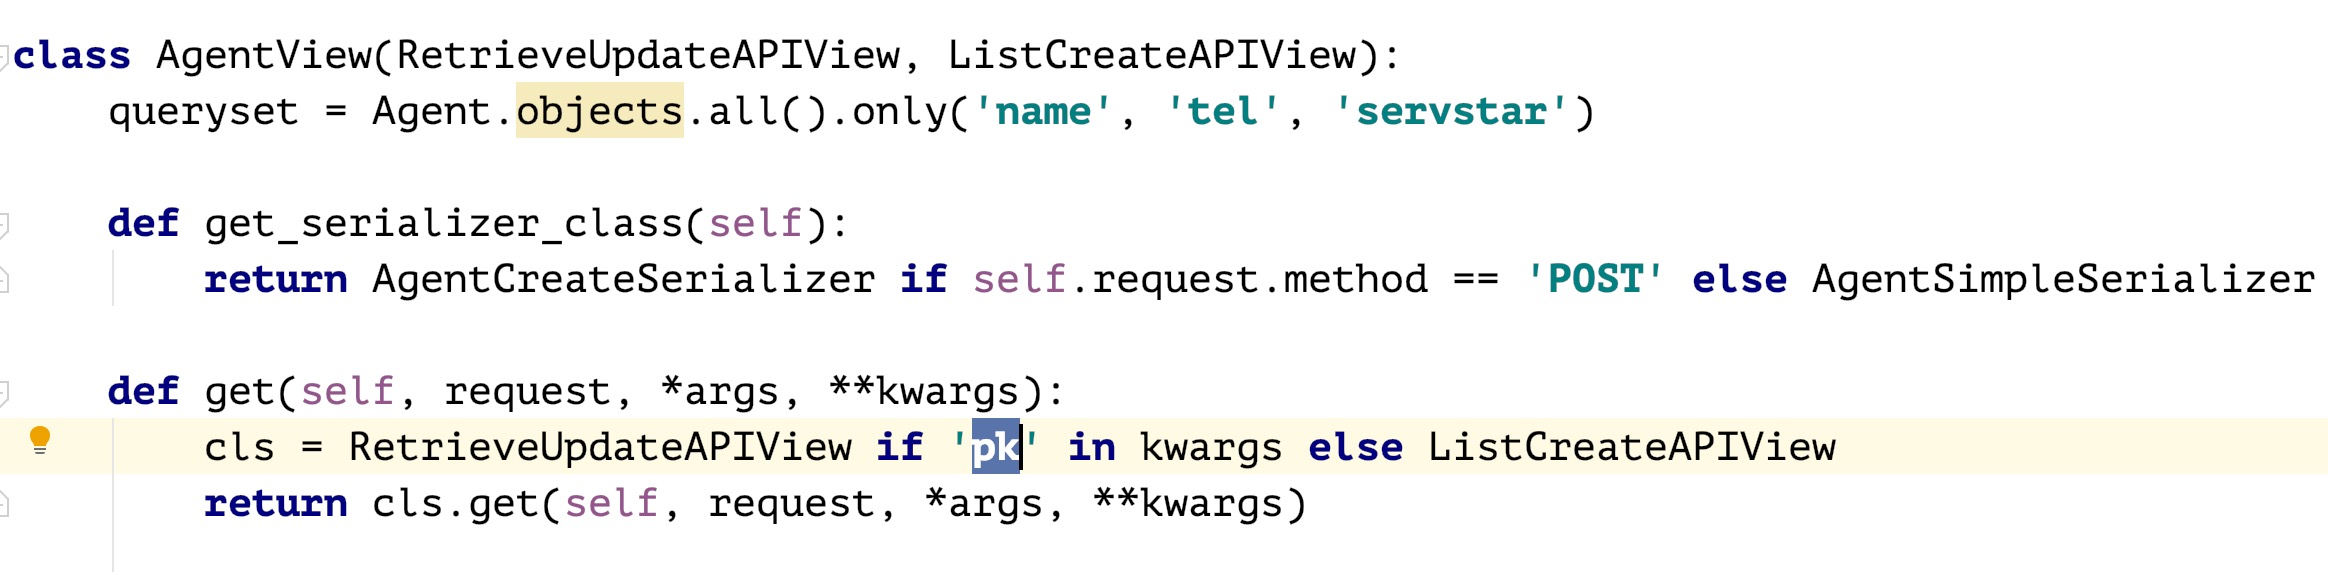 class AgentView(RetrieveUpdateAPIView, ListCreateAPIView):
    queryset = Agent.objects.all().only('name', 'tel', 'servstar')
    def get_serializer_class(self):
        return AgentCreateSerializer if self.request.method == 'POST' else AgentSimpleSerializer
    def get(self, request, *args, **kwargs):
        cls = RetrieveUpdateAPIView if 'pk' in kwargs else ListCreateAPIView
        return cls.get(self, request, *args, **kwargs)